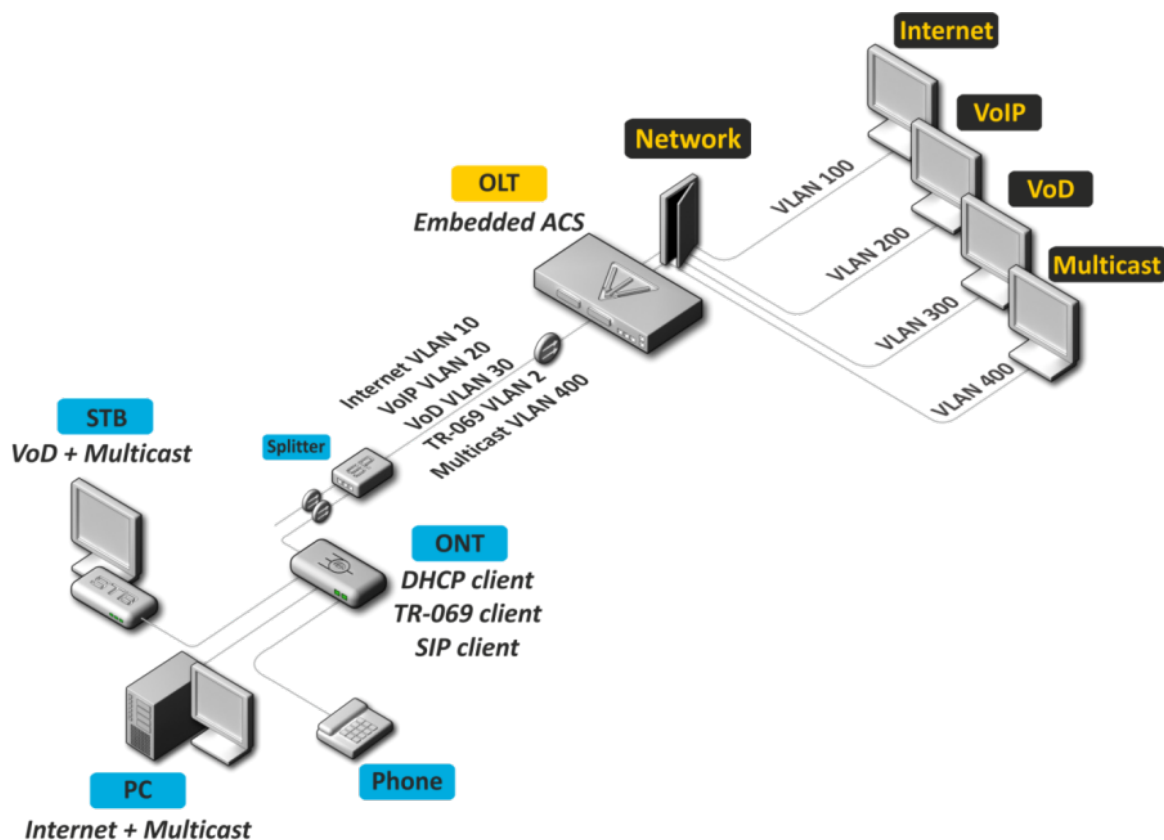 Internet
VoIP
Network
VoD
OLT
Embedded ACS
Multicast
VLAN 100
VLAN 200
VLAN 300
VLAN 400
Internet VLAN 10
VoIP VLAN 20
VoD VLAN 30
TR-069 VLAN 2
Multicast VLAN 400
STB
VoD + Multicast
Splitter
STB
ONT
DHCP client
TR-069 client
SIP client
PC
Internet + Multicast
Phone